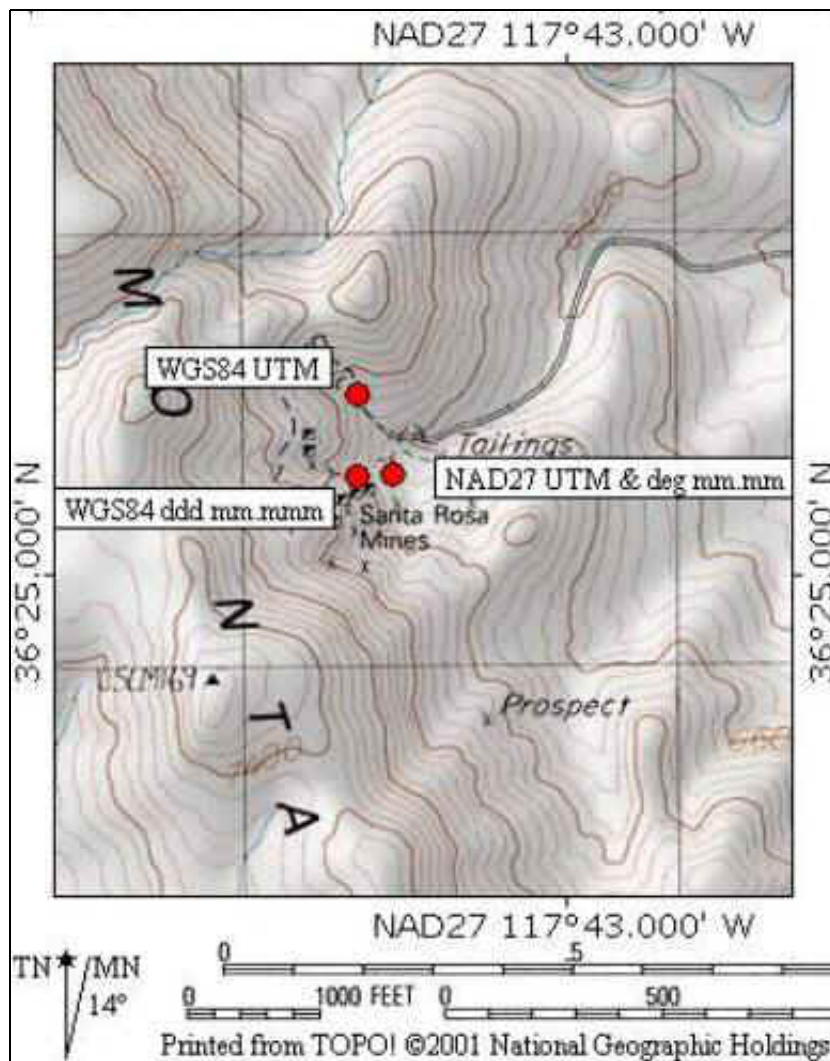 NAD27 117°43.000' W
M
WGS84 UTM
O
Tailings
NAD27 UTM & deg mm.mm
WGS84 ddd mm.mmm
Santa Rosa
Mines
36°25.000' N
36°25.000' N
N
USLM169
T
Prospect
A
NAD27 117°43.000' W
TN MN
14°
0 .5
0 1000 FEET 0 500
Printed from TOPO! ©2001 National Geographic Holdings